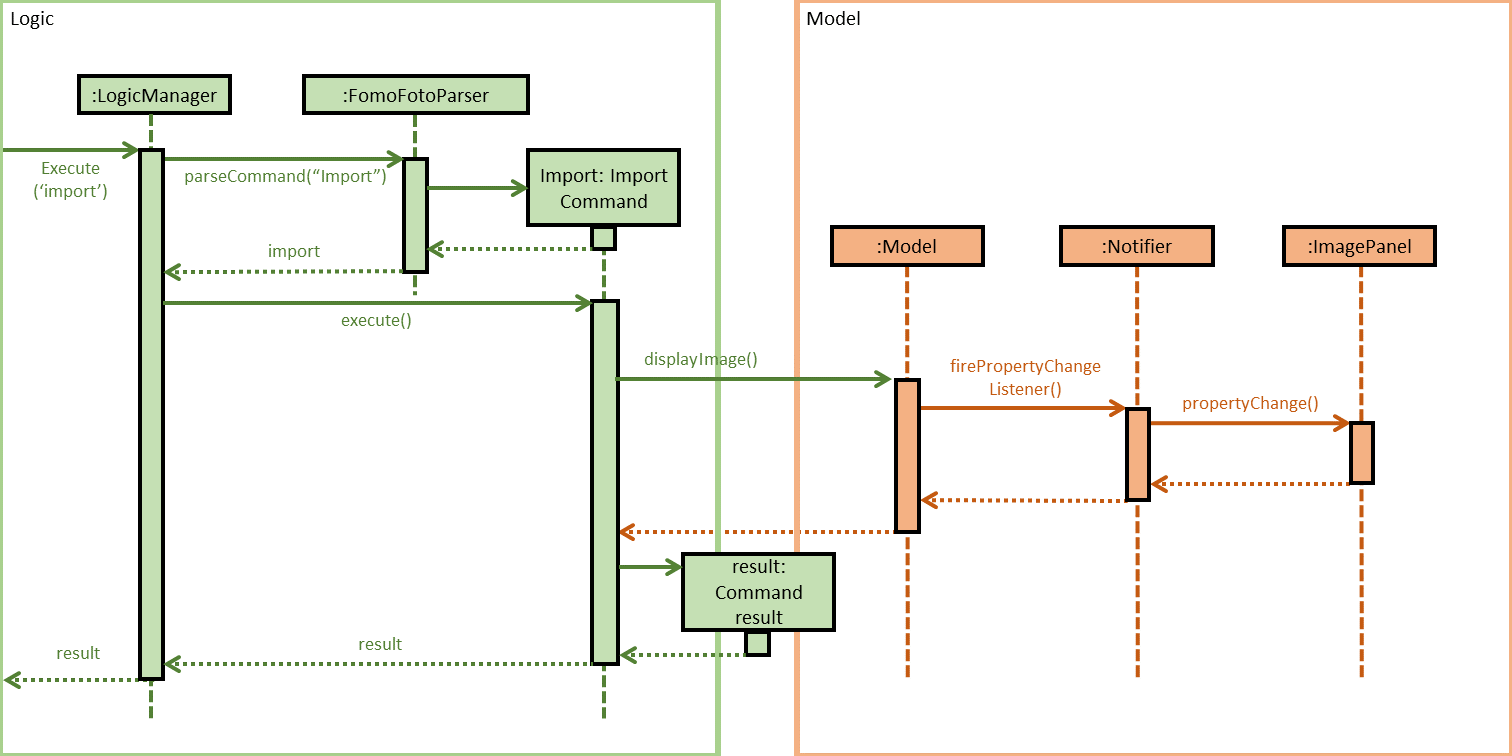 Logic
Model
:LogicManager
:FomoFotoParser
Execute
(‘import’)
parseCommand(“Import”)
Import: Import
Command
import
execute()
:Model
:Notifier
:ImagePanel
displayImage()
firePropertyChange
Listener()
propertyChange()
result:
Command
result
result
result